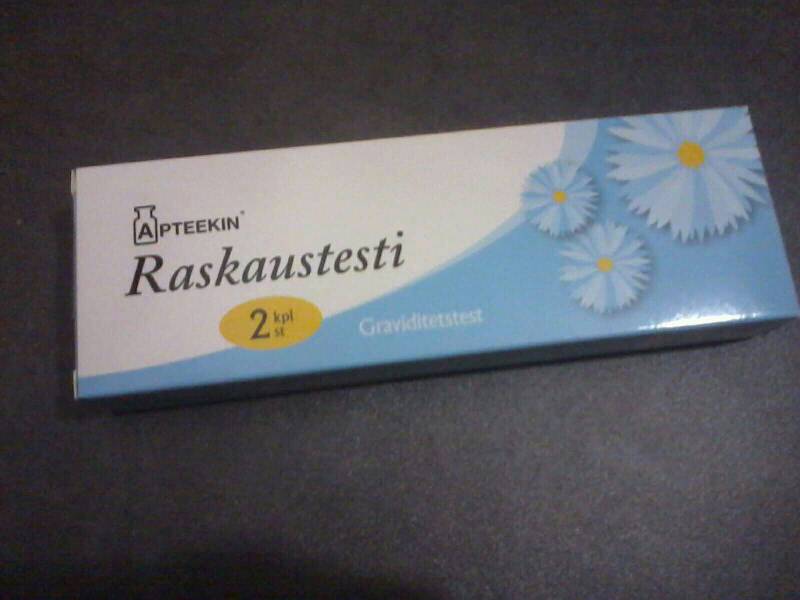 APTEEKIN
Raskaustesti
2 kpl
st
Graviditetstest